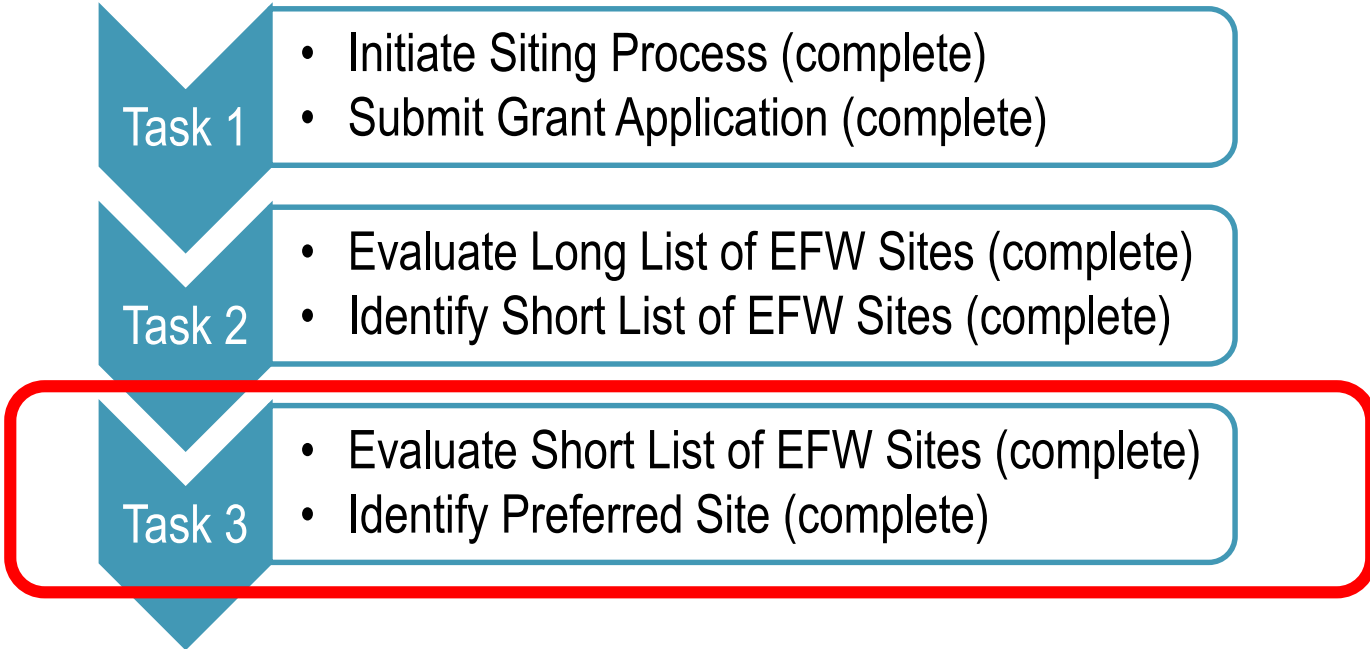 Task 1
• Initiate Siting Process (complete)
• Submit Grant Application (complete)
Task 2
• Evaluate Long List of EFW Sites (complete)
• Identify Short List of EFW Sites (complete)
Task 3
• Evaluate Short List of EFW Sites (complete)
• Identify Preferred Site (complete)